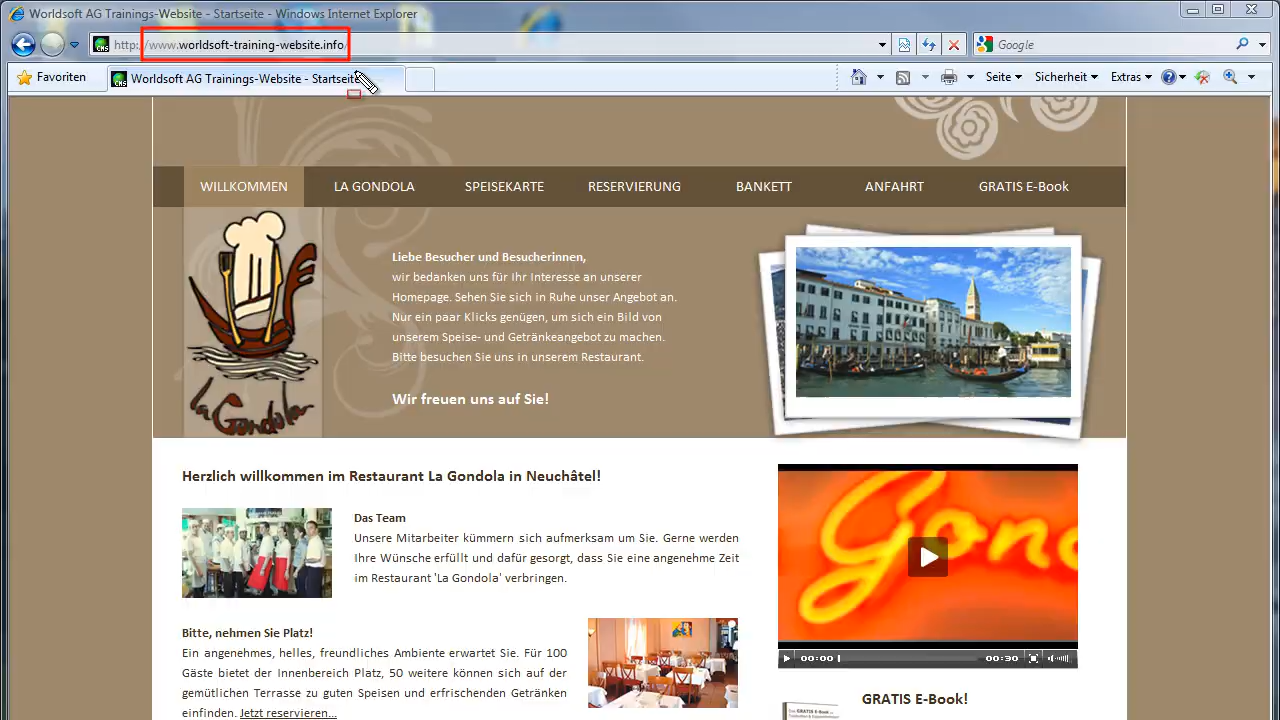 Worldsoft AG Trainings-Website - Startseite - Windows Internet Explorer
http://www.worldsoft-training-website.info/
Google
Favoriten
Worldsoft AG Trainings-Website - Startseite
Seite
Sicherheit
Extras
WILLKOMMEN
LA GONDOLA
SPEISEKARTE
RESERVIERUNG
BANKETT
ANFAHRT
GRATIS E-Book
la Gondola
Liebe Besucher und Besucherinnen,
wir bedanken uns für Ihr Interesse an unserer
Homepage. Sehen Sie sich in Ruhe unser Angebot an.
Nur ein paar Klicks genügen, um sich ein Bild von
unserem Speise- und Getränkeangebot zu machen.
Bitte besuchen Sie uns in unserem Restaurant.
Wir freuen uns auf Sie!
Herzlich willkommen im Restaurant La Gondola in Neuchâtel!
Das Team
Unsere Mitarbeiter kümmern sich aufmerksam um Sie. Gerne werden
Ihre Wünsche erfüllt und dafür gesorgt, dass Sie eine angenehme Zeit
im Restaurant 'La Gondola' verbringen.
Bitte, nehmen Sie Platz!
Ein angenehmes, helles, freundliches Ambiente erwartet Sie. Für 100
Gäste bietet der Innenbereich Platz, 50 weitere können sich auf der
gemütlichen Terrasse zu guten Speisen und erfrischenden Getränken
einfinden. Jetzt reservieren...
00:00
00:30
GRATIS E-Book!